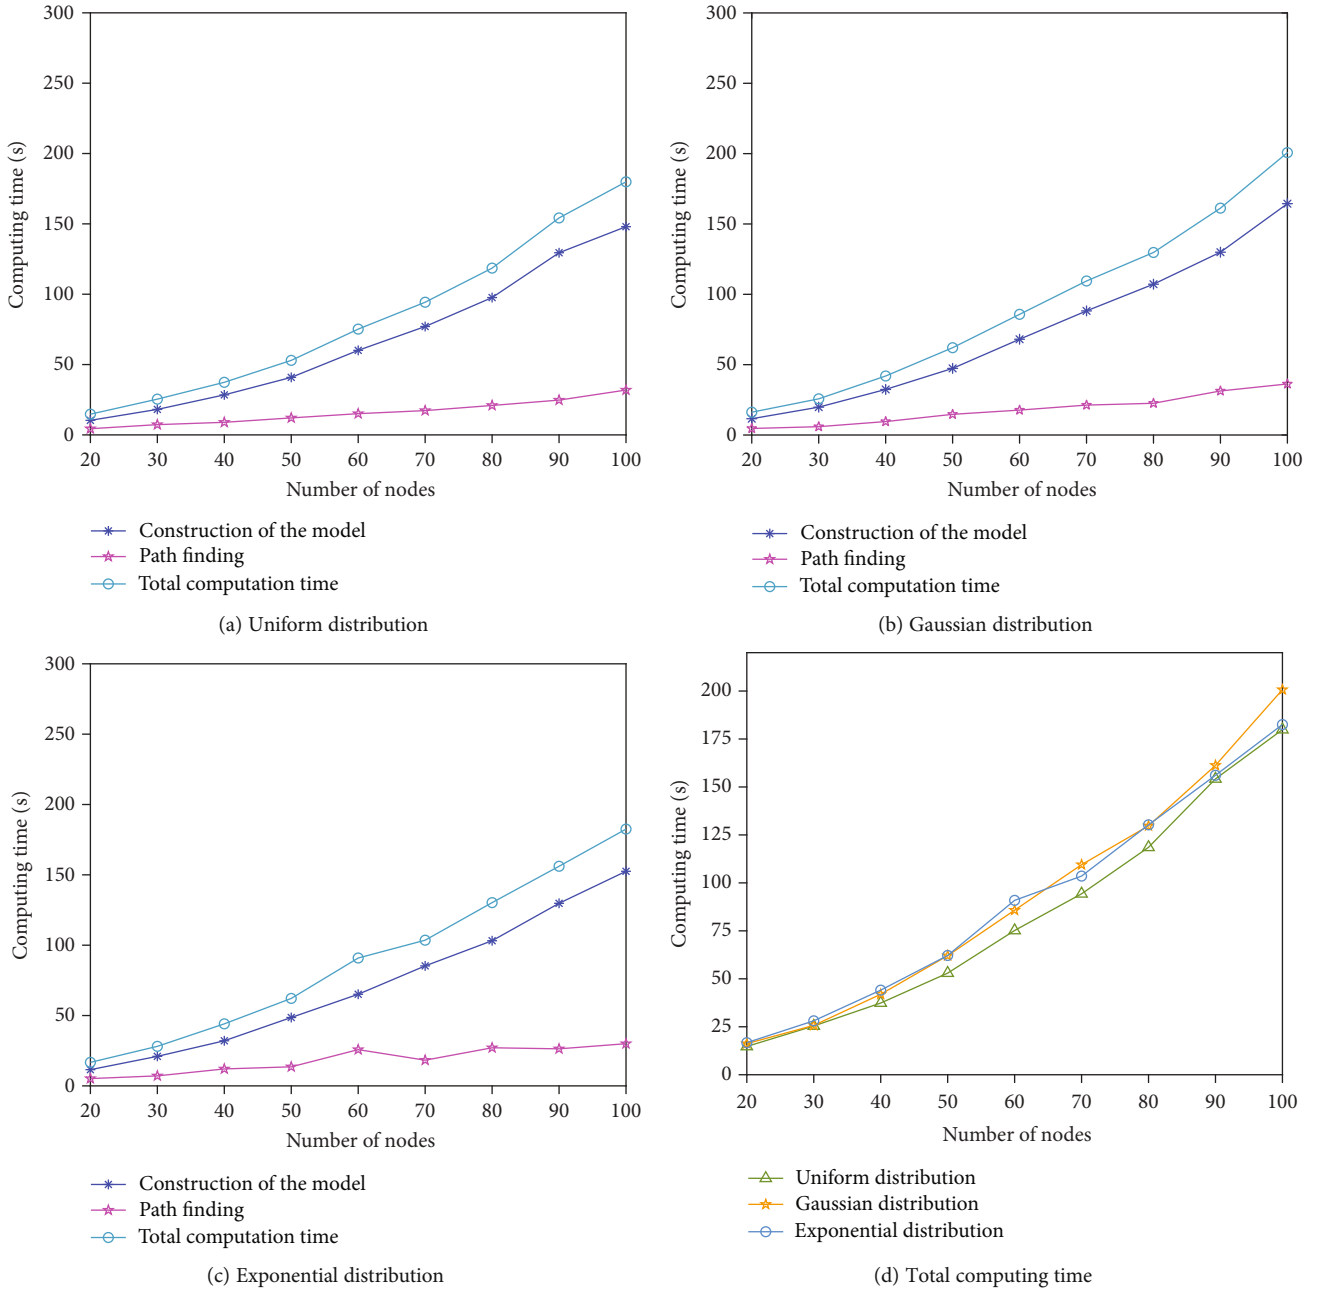 300
250
200
150
100
50
0
Computing time (s)
20 30 40 50 60 70 80 90 100
Number of nodes
Construction of the model
Path finding
Total computation time
(a) Uniform distribution
300
250
200
150
100
50
0
Computing time (s)
20 30 40 50 60 70 80 90 100
Number of nodes
Construction of the model
Path finding
Total computation time
(b) Gaussian distribution
300
250
200
150
100
50
0
Computing time (s)
20 30 40 50 60 70 80 90 100
Number of nodes
Construction of the model
Path finding
Total computation time
(c) Exponential distribution
200
175
150
125
100
75
50
25
0
Computing time (s)
20 30 40 50 60 70 80 90 100
Number of nodes
Uniform distribution
Gaussian distribution
Exponential distribution
(d) Total computing time